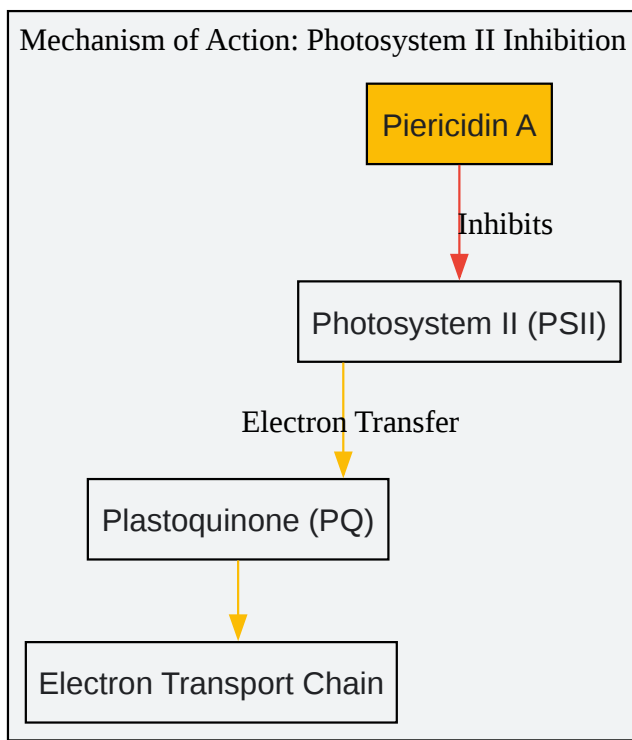 Mechanism of Action: Photosystem II Inhibition
Piericidin A
Inhibits
Photosystem II (PSII)
Electron Transfer
Plastoquinone (PQ)
Electron Transport Chain